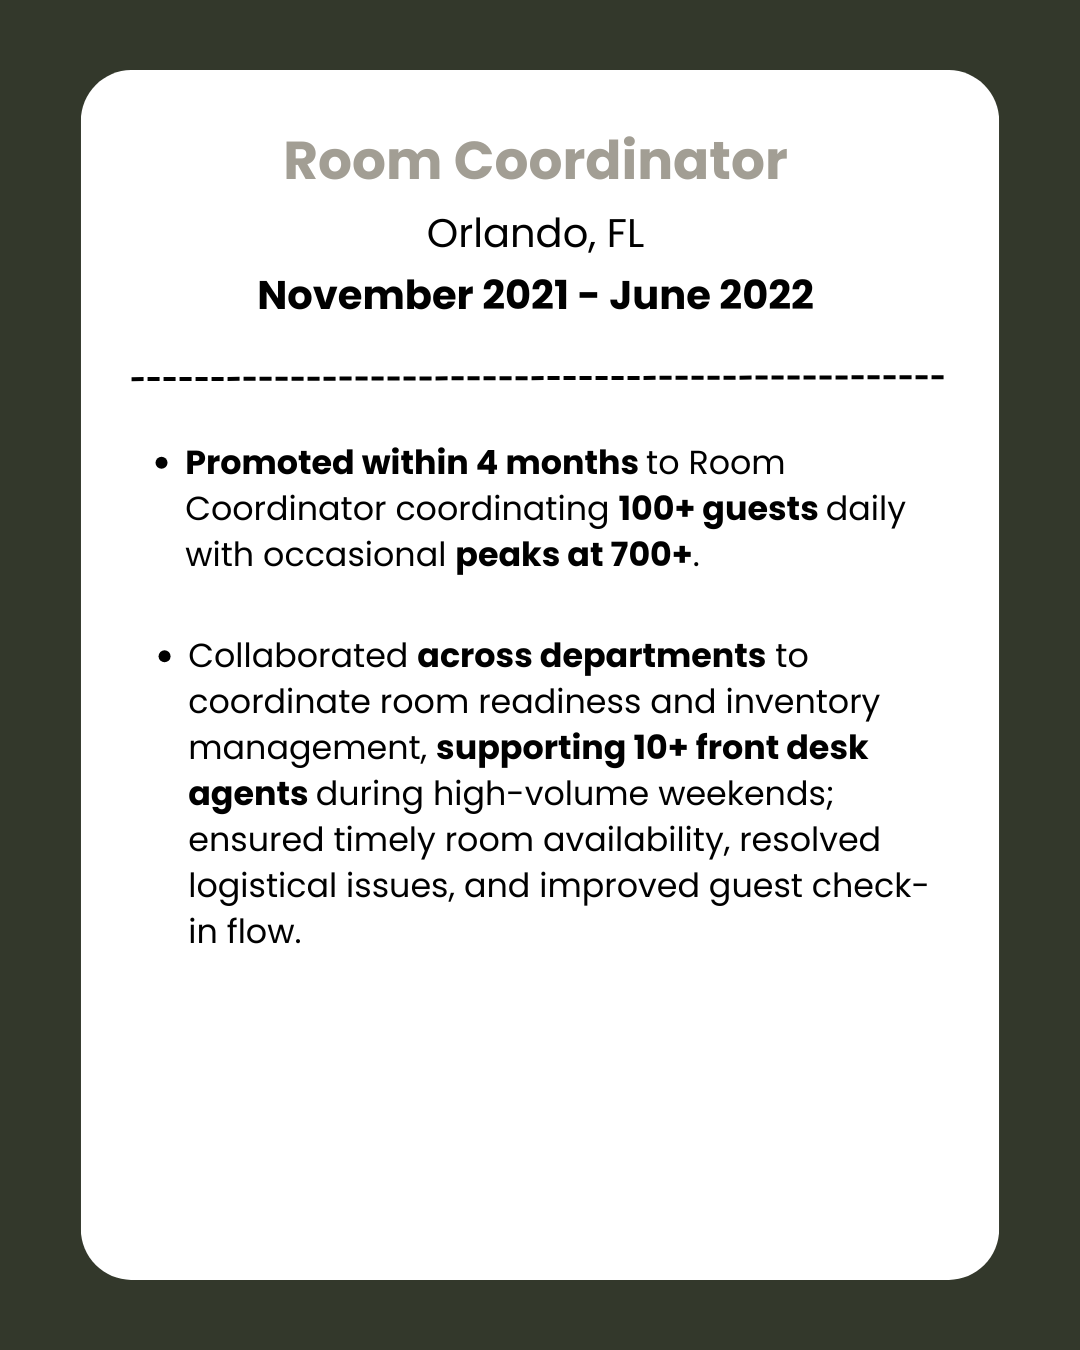 Room Coordinator
Orlando, FL
November 2021 - June 2022
---------------------------------------------------
• Promoted within 4 months to Room
Coordinator coordinating 100+ guests daily
with occasional peaks at 700+.
• Collaborated across departments to
coordinate room readiness and inventory
management, supporting 10+ front desk
agents during high-volume weekends;
ensured timely room availability, resolved
logistical issues, and improved guest check-
in flow.